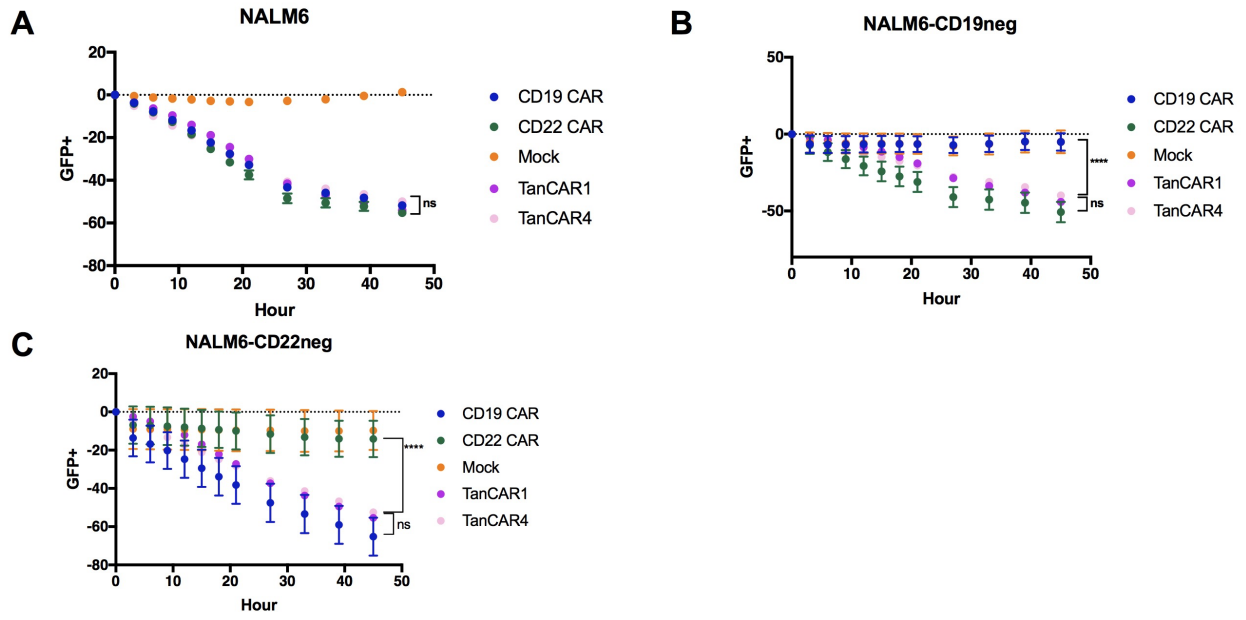 A
NALM6
GFP+
20
0
-20
-40
-60
-80
0 10 20 30 40 50
Hour
ns
CD19 CAR
CD22 CAR
Mock
TanCAR1
TanCAR4
B
NALM6-CD19neg
GFP+
50
0
-50
0 10 20 30 40 50
Hour
****
ns
CD19 CAR
CD22 CAR
Mock
TanCAR1
TanCAR4
C
NALM6-CD22neg
GFP+
20
0
-20
-40
-60
-80
0 10 20 30 40 50
Hour
****
ns
CD19 CAR
CD22 CAR
Mock
TanCAR1
TanCAR4